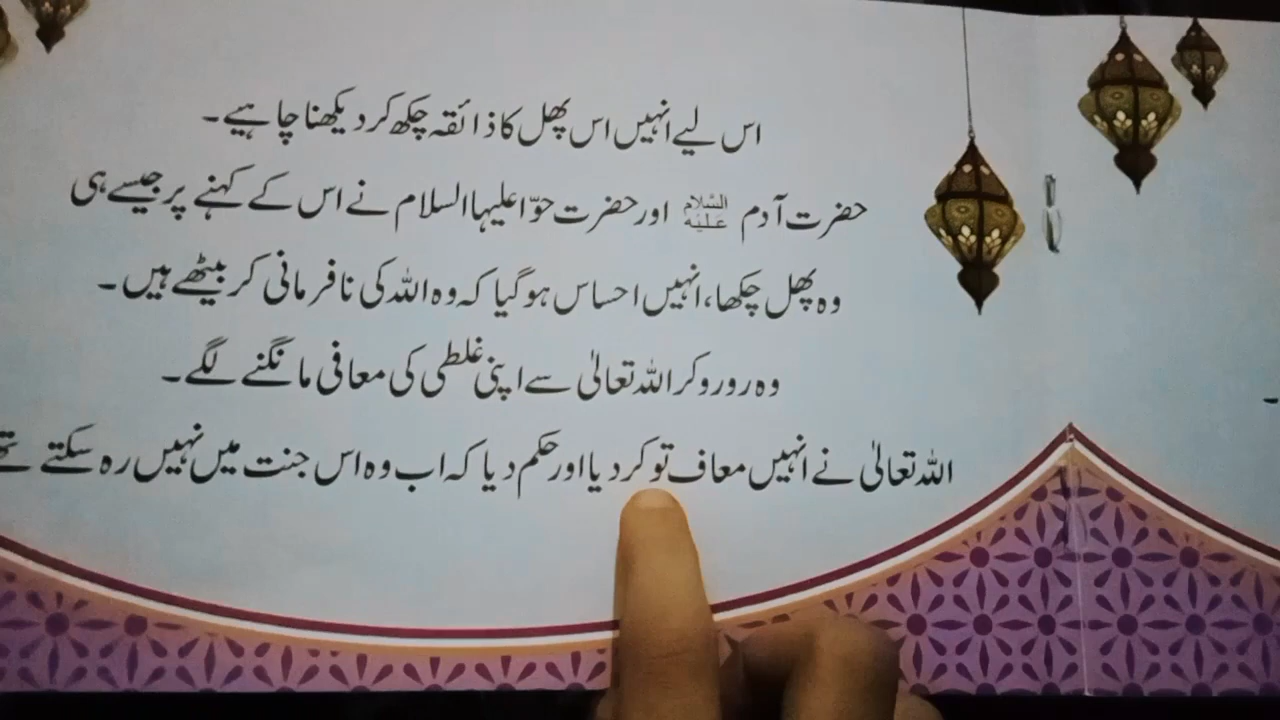 اس لیے انہیں اس پھل کا ذائقہ چکھ کر دیکھنا چاہیے۔
حضرت آدم عَلَيْهِ السَّلَام اور حضرت حوّا علیہا السلام نے اس کے کہنے پر جیسے ہی
وہ پھل چکھا، انہیں احساس ہو گیا کہ وہ اللہ کی نافرمانی کر بیٹھے ہیں۔
وہ رو رو کر اللہ تعالیٰ سے اپنی غلطی کی معافی مانگنے لگے۔
اللہ تعالیٰ نے انہیں معاف تو کر دیا اور حکم دیا کہ اب وہ اس جنت میں نہیں رہ سکتے